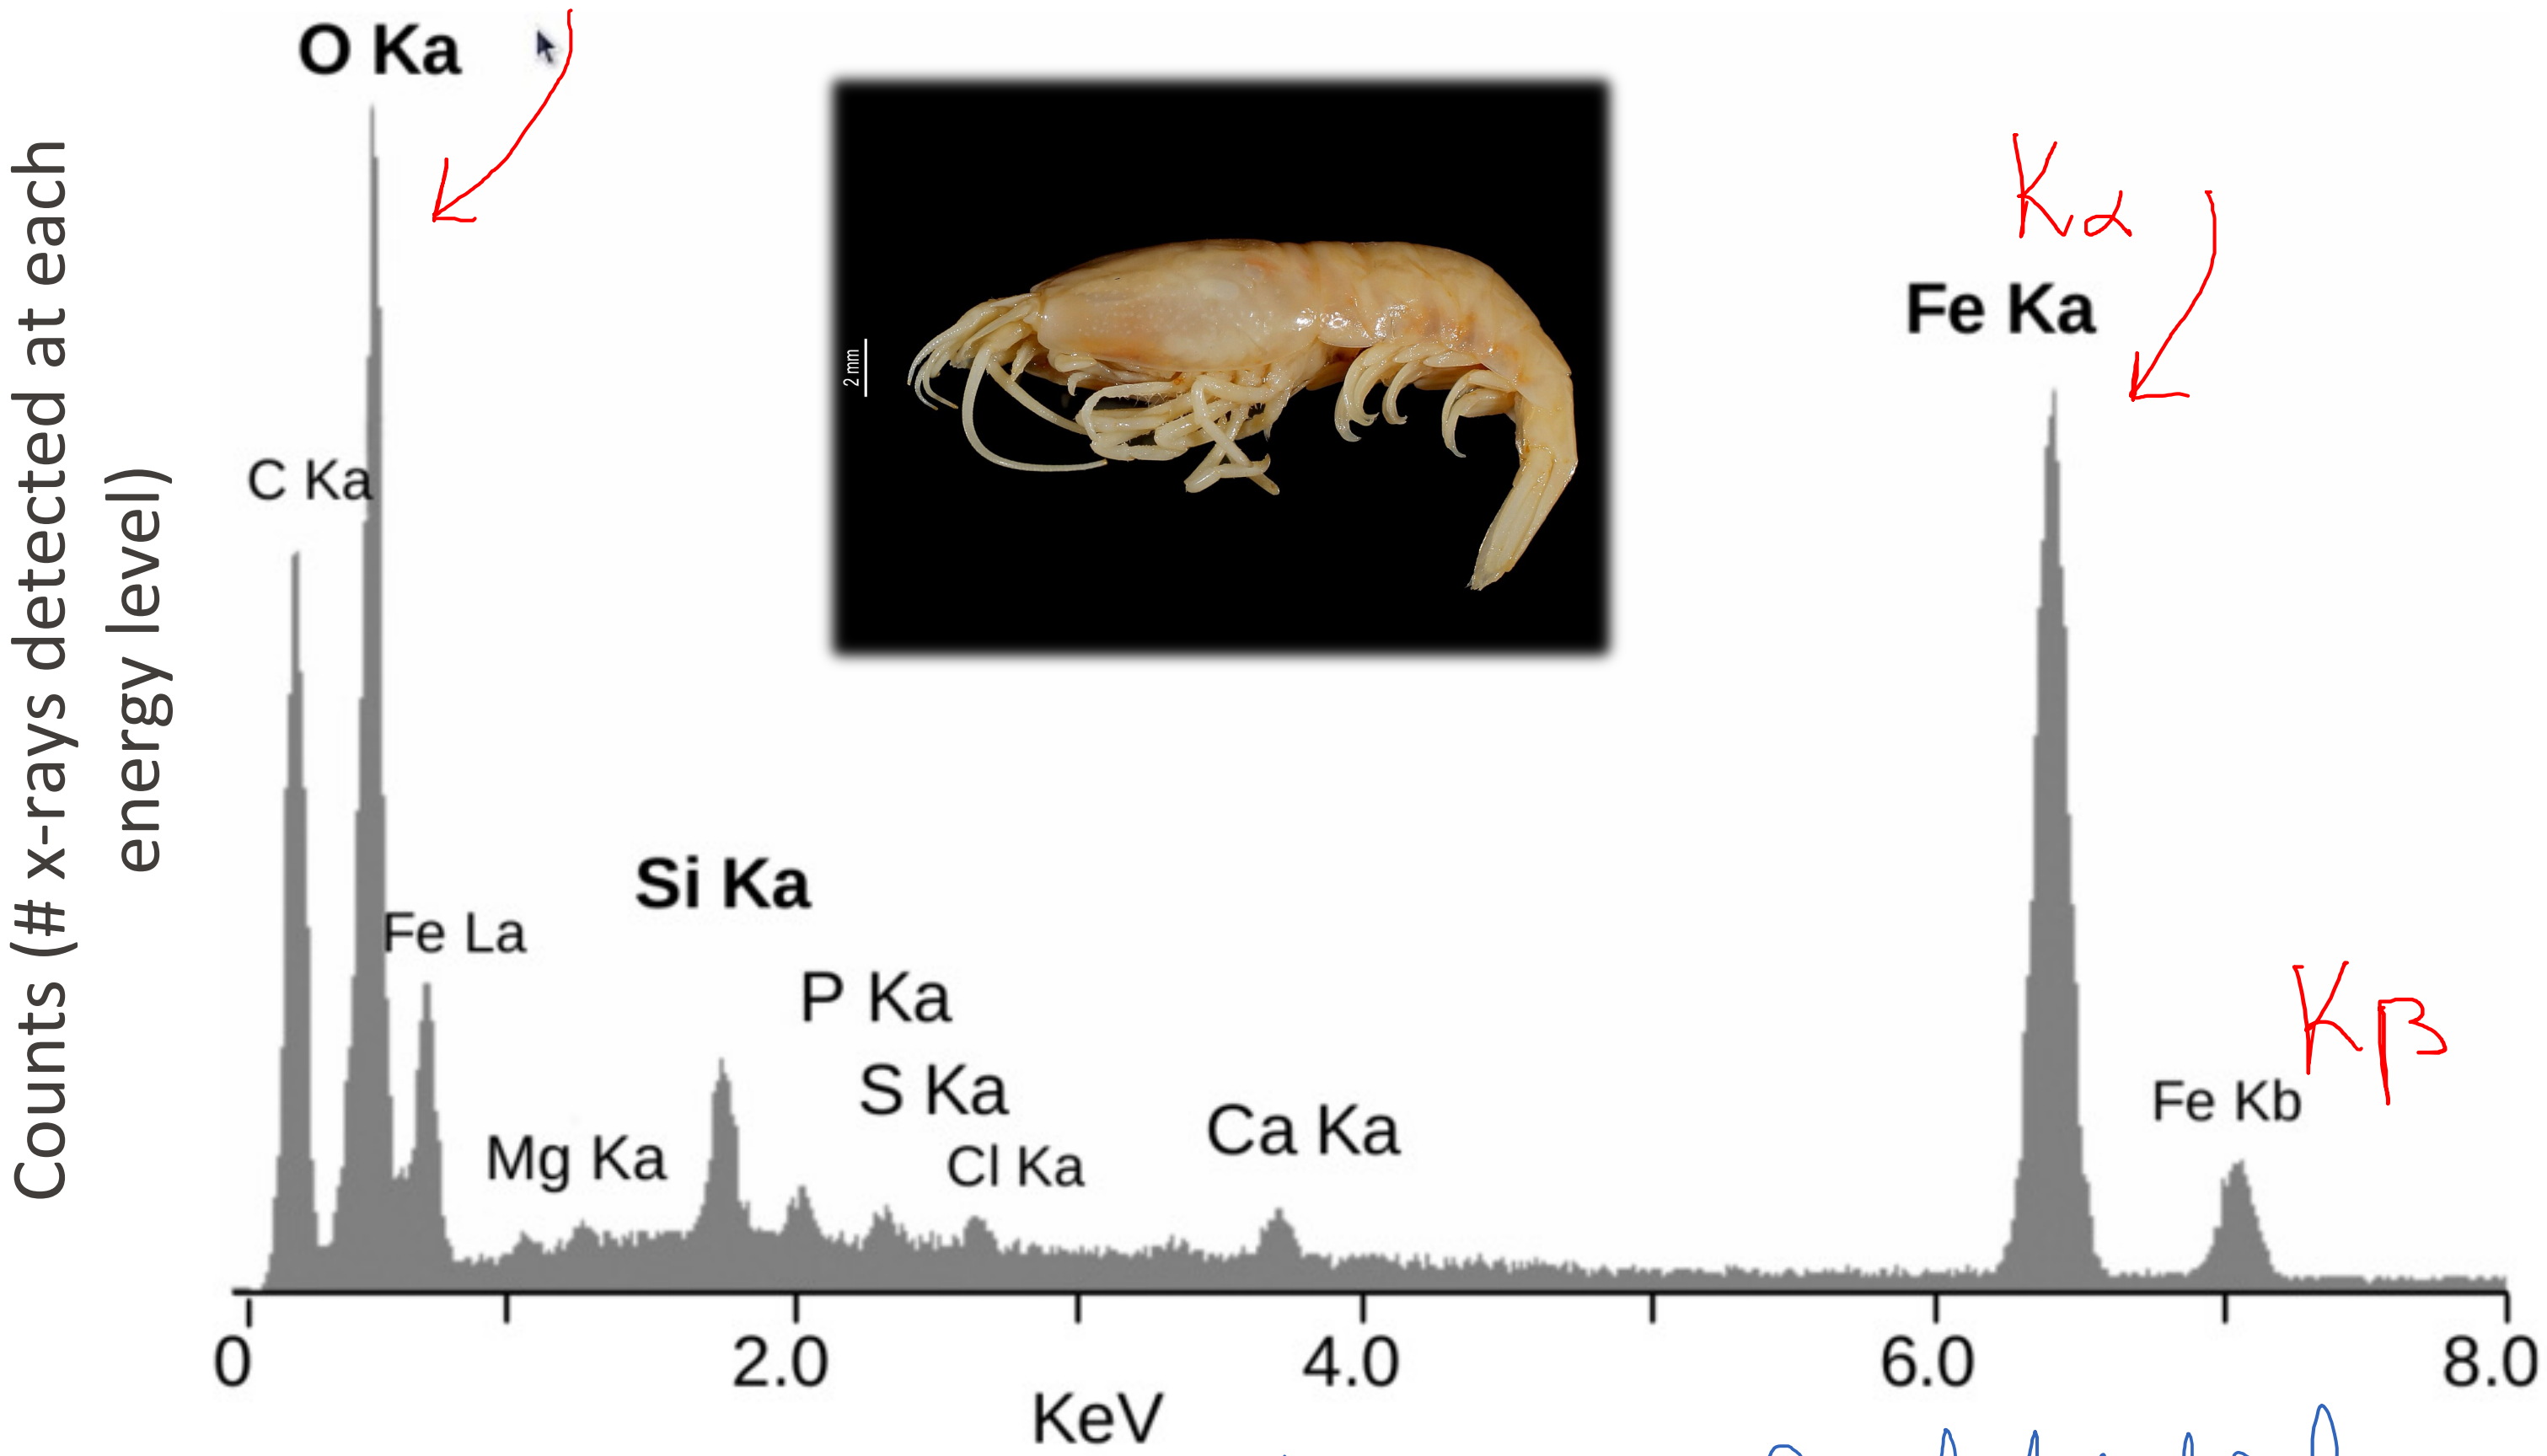 O Ka
Kα
Fe Ka
C Ka
2 mm
Counts (# x-rays detected at each
energy level)
Si Ka
Fe La
P Ka
Kβ
S Ka
Fe Kb
Ca Ka
Mg Ka
Cl Ka
0 2.0 4.0 6.0 8.0
KeV